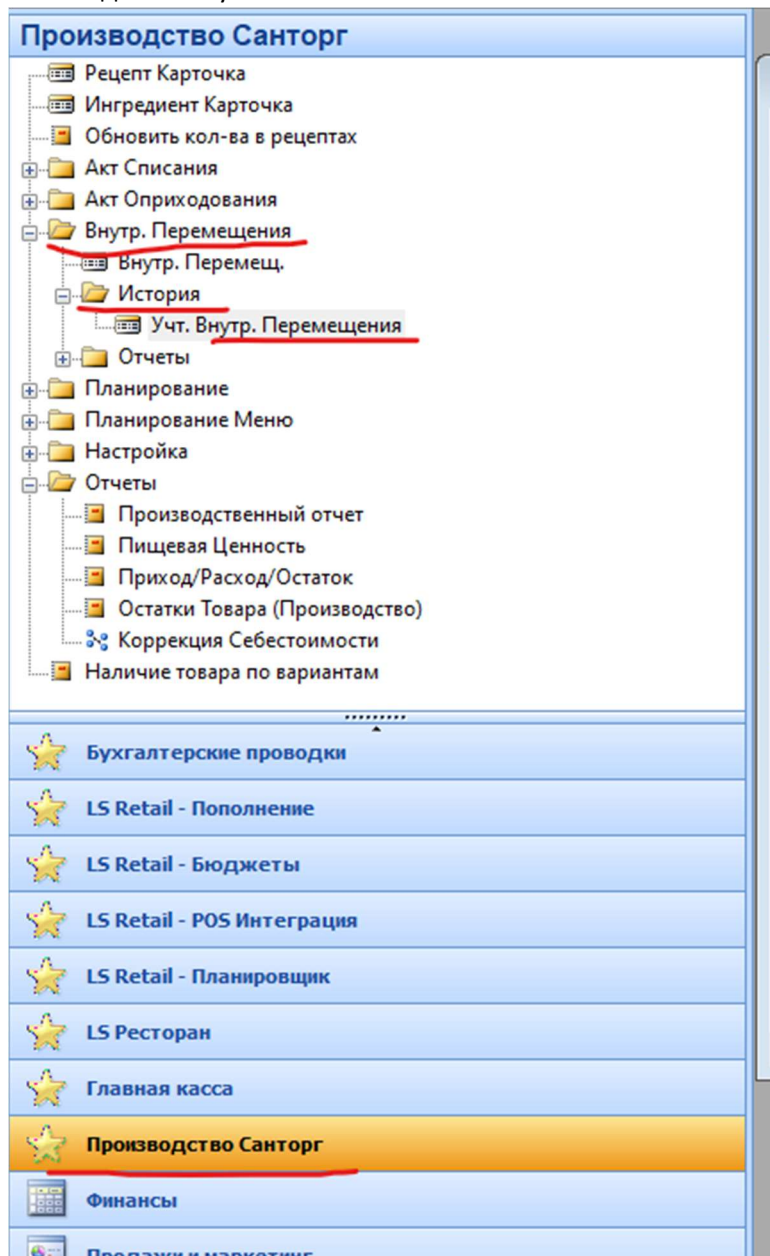 Производство Санторг
Рецепт Карточка
Ингредиент Карточка
Обновить кол-ва в рецептах
Акт Списания
Акт Оприходования
Внутр. Перемещения
Внутр. Перемещ.
История
Учт. Внутр. Перемещения
Отчеты
Планирование
Планирование Меню
Настройка
Отчеты
Производственный отчет
Пищевая Ценность
Приход/Расход/Остаток
Остатки Товара (Производство)
Коррекция Себестоимости
Наличие товара по вариантам
Бухгалтерские проводки
LS Retail - Пополнение
LS Retail - Бюджеты
LS Retail - POS Интеграция
LS Retail - Планировщик
LS Ресторан
Главная касса
Производство Санторг
Финансы
Продажи и маркетинг